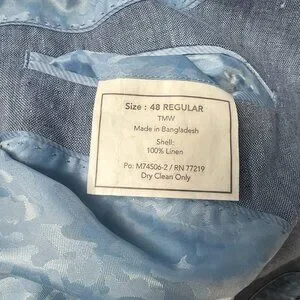 Size : 48 REGULAR
TMW
Made in Bangladesh
Shell:
100% Linen
Po: M74506-2 / RN 77219
Dry Clean Only